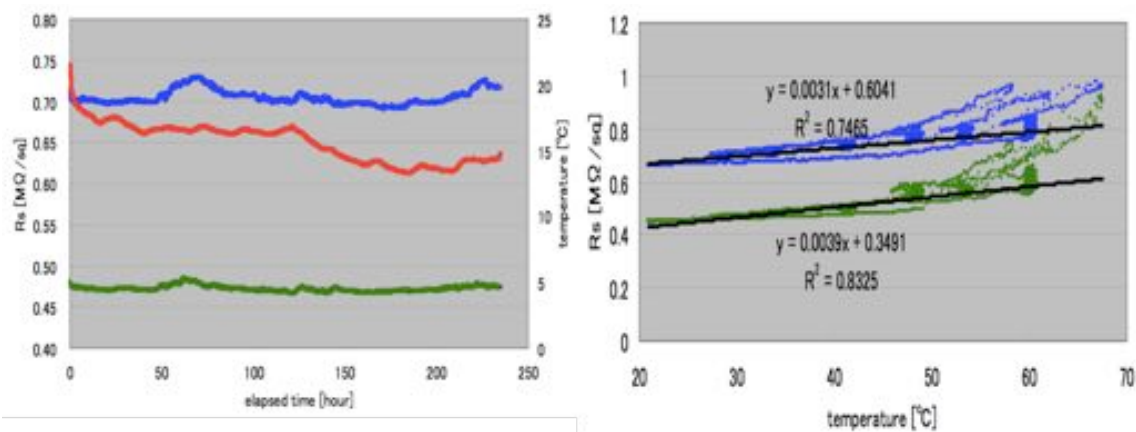 0.80
0.75
0.70
0.65
0.60
0.55
0.50
0.45
0.40
Rs [MΩ/sq]
25
20
15
10
5
0
temperature [°C]
0 50 100 150 200 250
elapsed time [hour]
1.2
1
0.8
0.6
0.4
0.2
0
Rs [MΩ/sq]
y = 0.0031x + 0.6041
R² = 0.7465
y = 0.0039x + 0.3491
R² = 0.8325
20 30 40 50 60 70
temperature [°C]